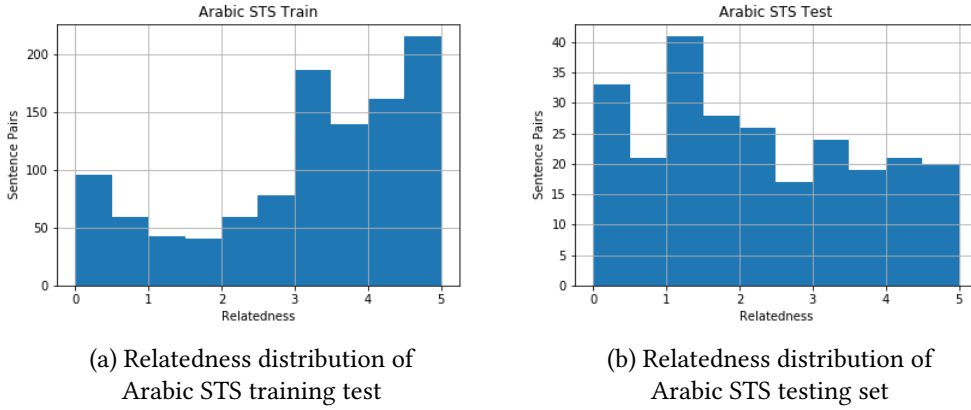 Arabic STS Train
200
150
100
50
0
Sentence Pairs
0 1 2 3 4 5
Relatedness
(a) Relatedness distribution of
Arabic STS training test
Arabic STS Test
40
35
30
25
20
15
10
5
0
Sentence Pairs
0 1 2 3 4 5
Relatedness
(b) Relatedness distribution of
Arabic STS testing set